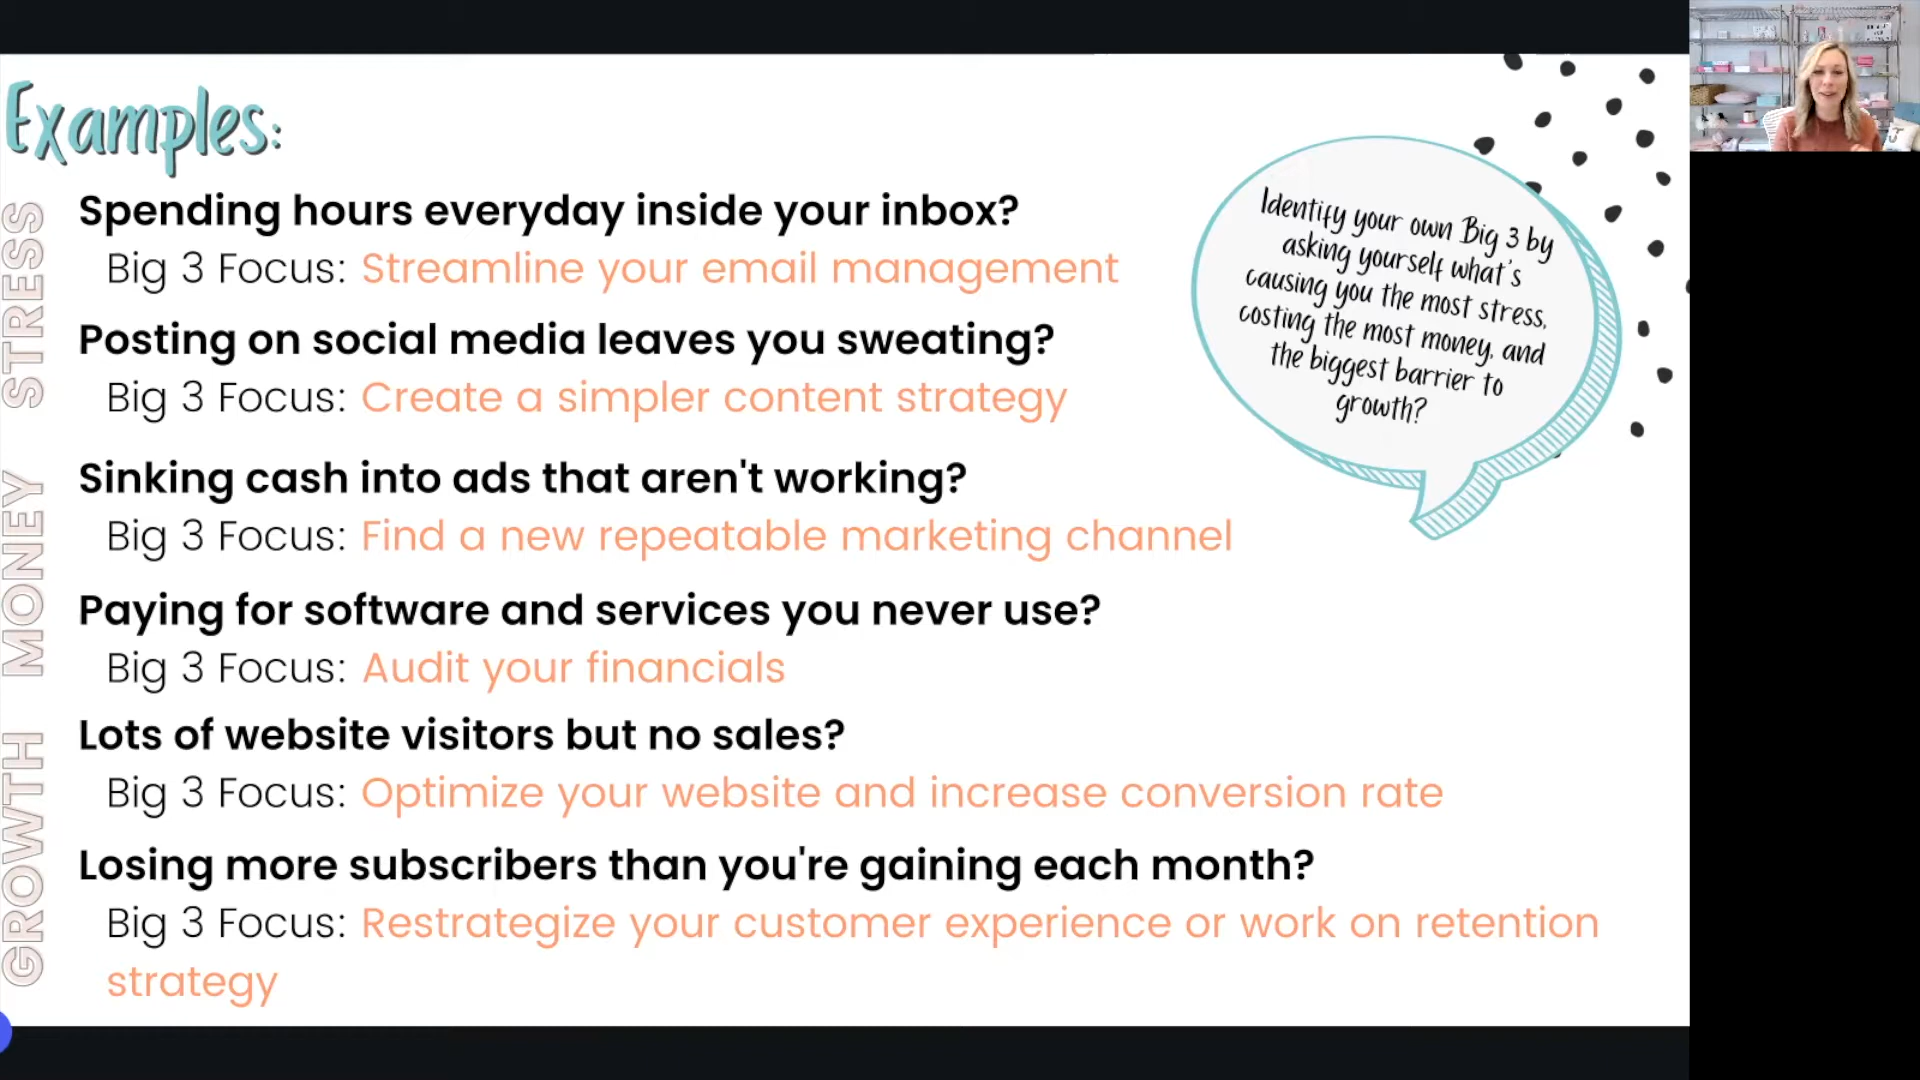 Examples:
STRESS
Spending hours everyday inside your inbox?
Big 3 Focus: Streamline your email management
Posting on social media leaves you sweating?
Big 3 Focus: Create a simpler content strategy
MONEY
Sinking cash into ads that aren't working?
Big 3 Focus: Find a new repeatable marketing channel
Paying for software and services you never use?
Big 3 Focus: Audit your financials
GROWTH
Lots of website visitors but no sales?
Big 3 Focus: Optimize your website and increase conversion rate
Losing more subscribers than you're gaining each month?
Big 3 Focus: Restrategize your customer experience or work on retention
strategy
Identify your own Big 3 by
asking yourself what's
causing you the most stress,
costing the most money, and
the biggest barrier to
growth?